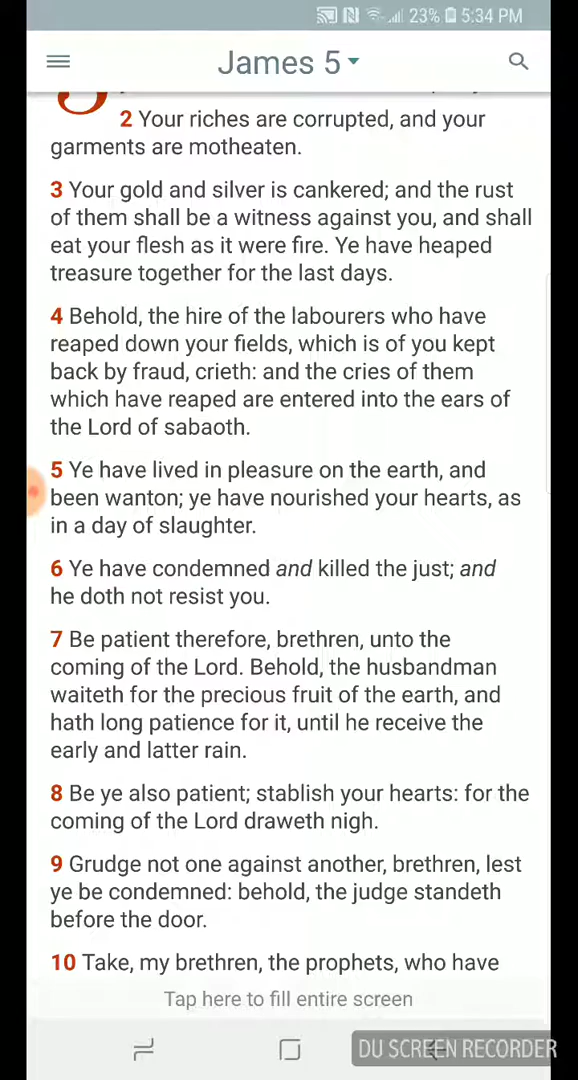 23% 5:34 PM
James 5
2 Your riches are corrupted, and your
garments are motheaten.
3 Your gold and silver is cankered; and the rust
of them shall be a witness against you, and shall
eat your flesh as it were fire. Ye have heaped
treasure together for the last days.
4 Behold, the hire of the labourers who have
reaped down your fields, which is of you kept
back by fraud, crieth: and the cries of them
which have reaped are entered into the ears of
the Lord of sabaoth.
5 Ye have lived in pleasure on the earth, and
been wanton; ye have nourished your hearts, as
in a day of slaughter.
6 Ye have condemned and killed the just; and
he doth not resist you.
7 Be patient therefore, brethren, unto the
coming of the Lord. Behold, the husbandman
waiteth for the precious fruit of the earth, and
hath long patience for it, until he receive the
early and latter rain.
8 Be ye also patient; stablish your hearts: for the
coming of the Lord draweth nigh.
9 Grudge not one against another, brethren, lest
ye be condemned: behold, the judge standeth
before the door.
10 Take, my brethren, the prophets, who have
Tap here to fill entire screen
DU SCREEN RECORDER